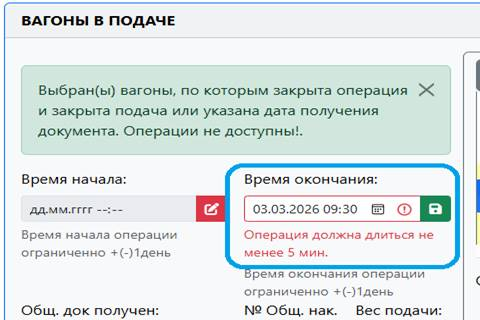 ВАГОНЫ В ПОДАЧЕ
Выбран(ы) вагоны, по которым закрыта операция
и закрыта подача или указана дата получения
документа. Операции не доступны!.
Время начала:
Время окончания:
дд.мм.гггг --:--
03.03.2026 09:30
Время начала операции
ограниченно +(-)1день
Операция должна длиться не
менее 5 мин.
Время окончания операции
ограниченно +(-)1день
Общ. док получен:
№ Общ. нак.
Вес подачи: